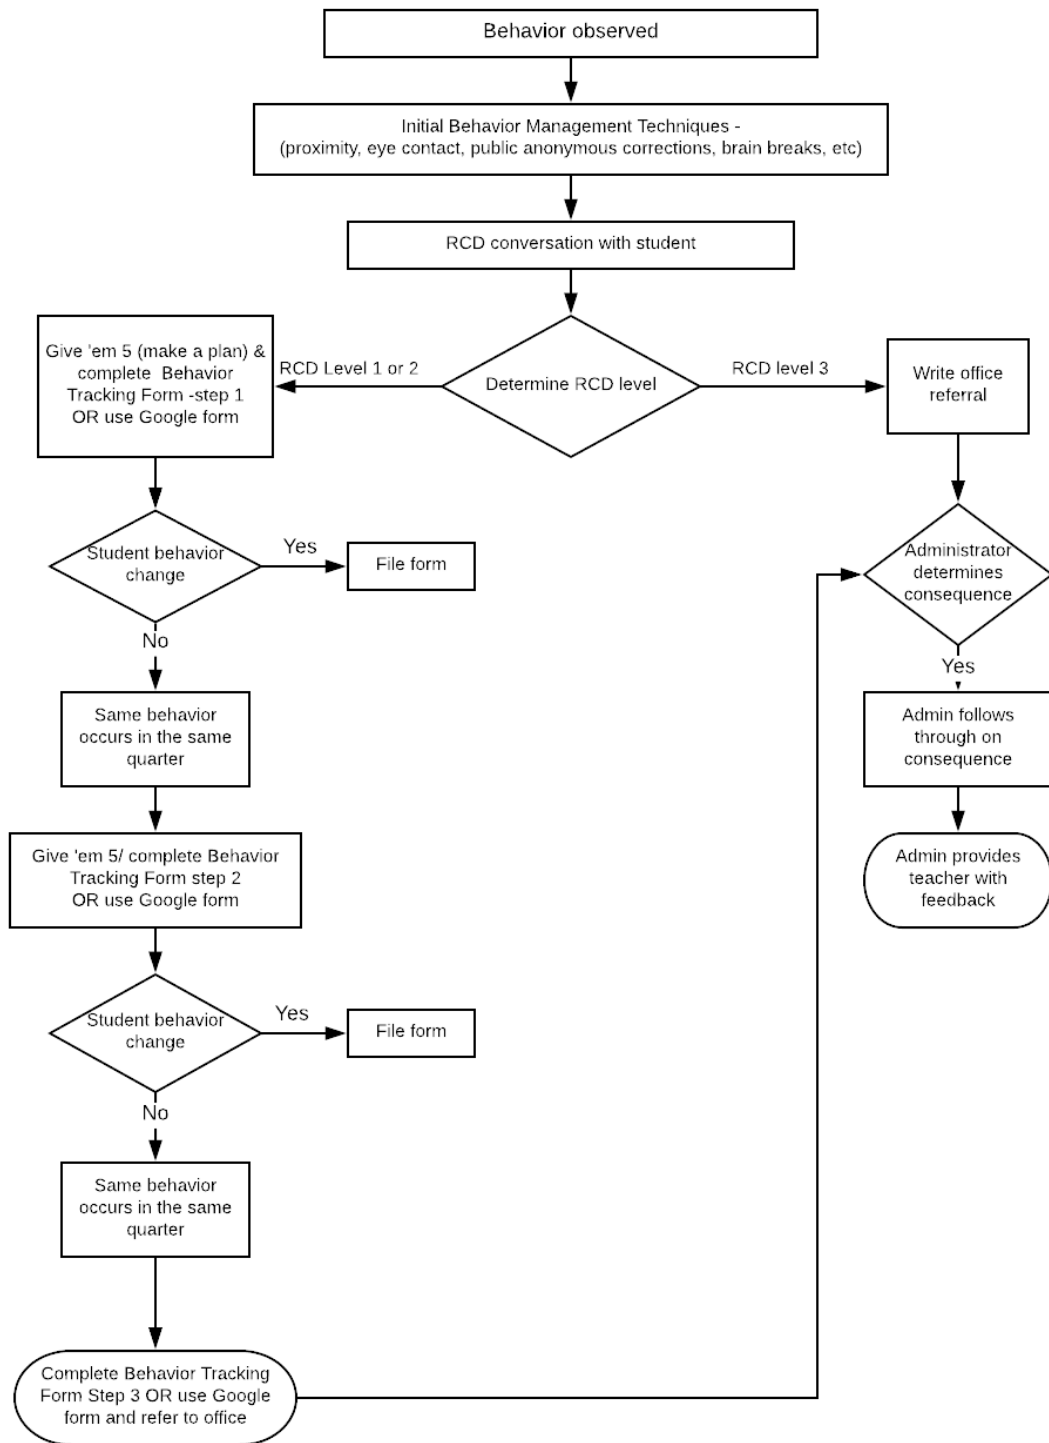 Behavior observed
Initial Behavior Management Techniques -
(proximity, eye contact, public anonymous corrections, brain breaks, etc)
RCD conversation with student
Give 'em 5 (make a plan) &
complete Behavior
Tracking Form -step 1
OR use Google form
RCD Level 1 or 2
Determine RCD level
RCD level 3
Write office
referral
Student behavior
change
Yes
File form
Administrator
determines
consequence
No
Yes
Same behavior
occurs in the same
quarter
Admin follows
through on
consequence
Give 'em 5/ complete Behavior
Tracking Form step 2
OR use Google form
Admin provides
teacher with
feedback
Student behavior
change
Yes
File form
No
Same behavior
occurs in the same
quarter
Complete Behavior Tracking
Form Step 3 OR use Google
form and refer to office